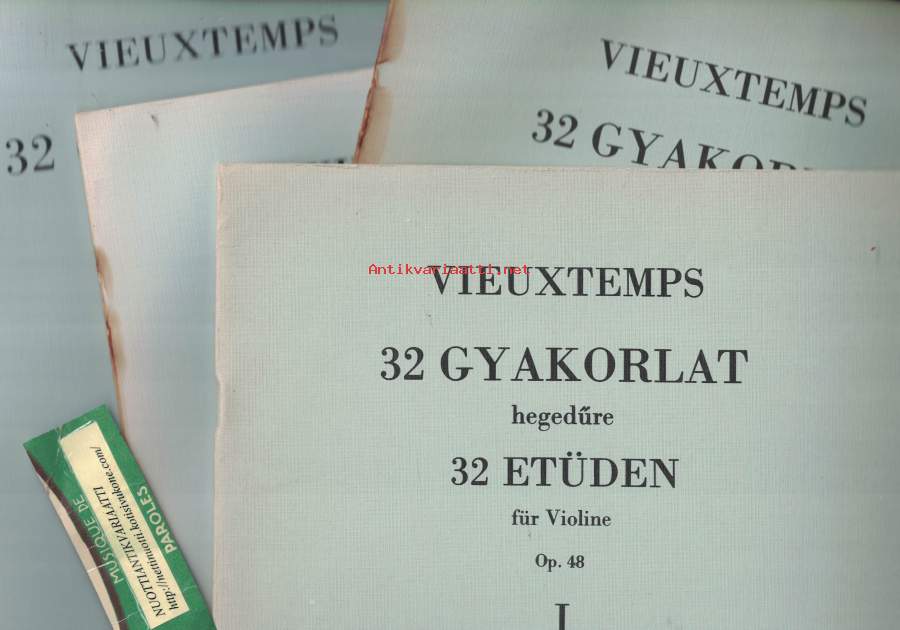 VIEUXTEMPS
32
VIEUXTEMPS
32 GYAKOR
Antikvariaatti.net
VIEUXTEMPS
32 GYAKORLAT
hegedűre
32 ETÜDEN
für Violine
Op. 48
I
MUSIQUE DE
NUOTTIANTIKVARIAATTI
http://nettinuotti.kotisivukone.com/
PAROLES